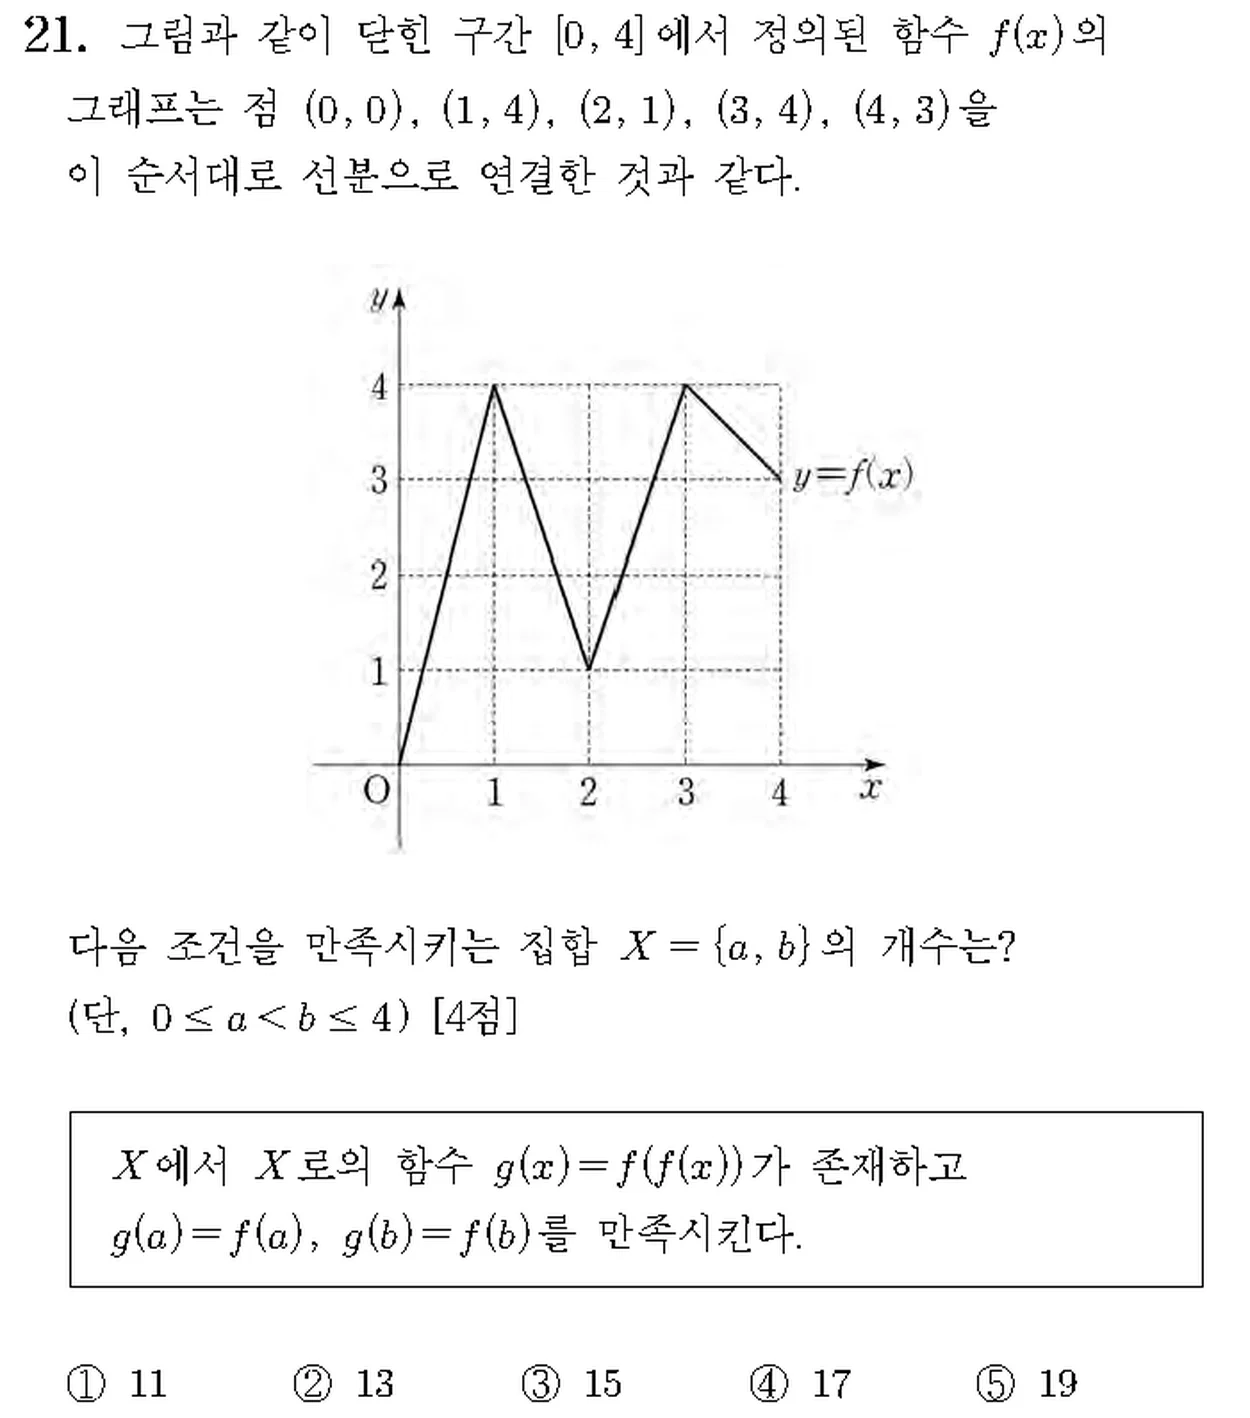 21. 그림과 같이 닫힌 구간 [0, 4]에서 정의된 함수 f(x)의
그래프는 점 (0, 0), (1, 4), (2, 1), (3, 4), (4, 3)을
이 순서대로 선분으로 연결한 것과 같다.
y
4
3
y=f(x)
2
1
O 1 2 3 4 x
다음 조건을 만족시키는 집합 X = {a, b}의 개수는?
(단, 0 ≤ a < b ≤ 4) [4점]
X에서 X로의 함수 g(x)=f(f(x))가 존재하고
g(a)=f(a), g(b)=f(b)를 만족시킨다.
① 11 ② 13 ③ 15 ④ 17 ⑤ 19